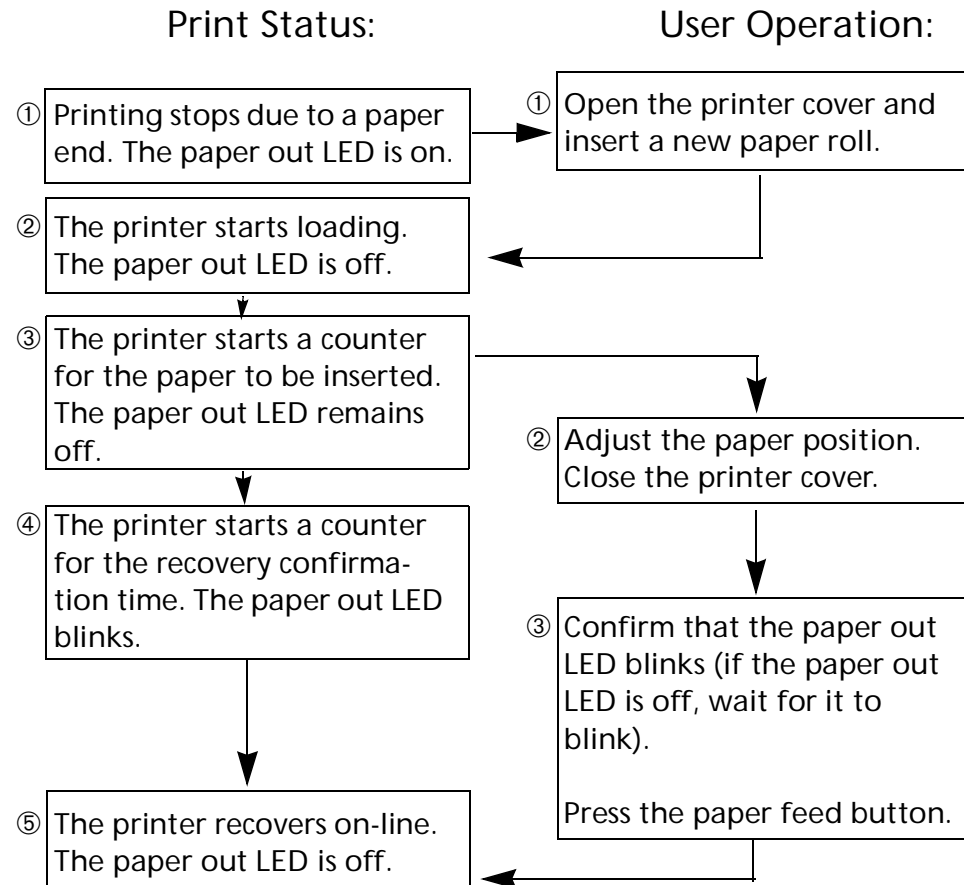 Print Status:
① Printing stops due to a paper
end. The paper out LED is on.
② The printer starts loading.
The paper out LED is off.
③ The printer starts a counter
for the paper to be inserted.
The paper out LED remains
off.
④ The printer starts a counter
for the recovery confirma-
tion time. The paper out LED
blinks.
⑤ The printer recovers on-line.
The paper out LED is off.
User Operation:
① Open the printer cover and
insert a new paper roll.
② Adjust the paper position.
Close the printer cover.
③ Confirm that the paper out
LED blinks (if the paper out
LED is off, wait for it to
blink).
Press the paper feed button.